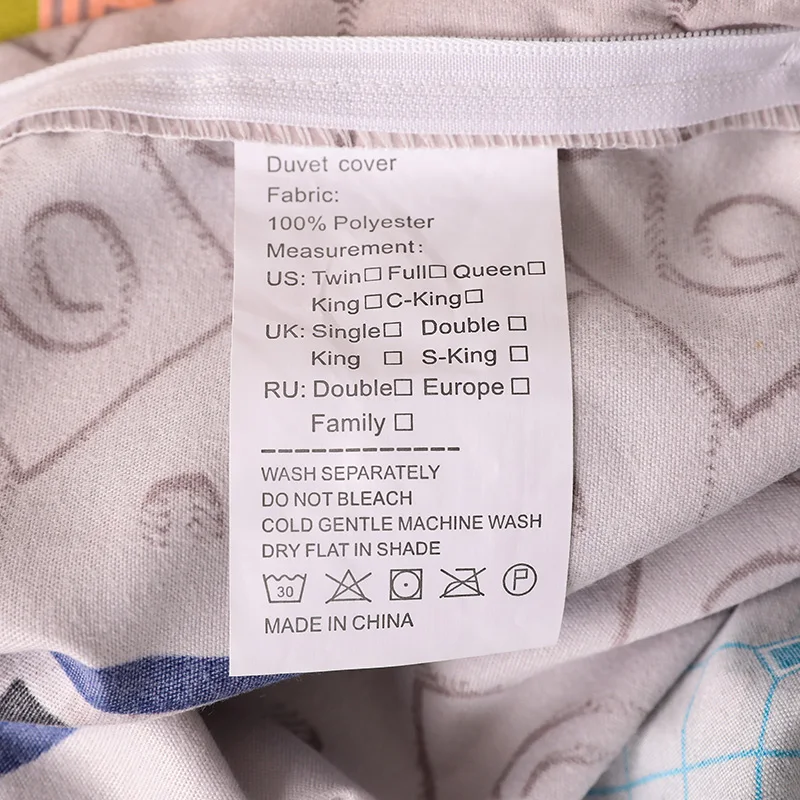 Duvet cover
Fabric:
100% Polyester
Measurement:
US: Twin☐ Full☐ Queen☐
King☐ C-King☐
UK: Single☐ Double ☐
King ☐ S-King ☐
RU: Double☐ Europe ☐
Family ☐
WASH SEPARATELY
DO NOT BLEACH
COLD GENTLE MACHINE WASH
DRY FLAT IN SHADE
30 P
MADE IN CHINA